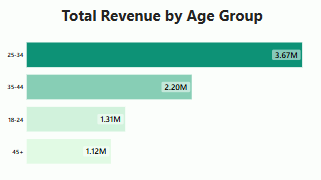 Total Revenue by Age Group
25-34 3.67M
35-44 2.20M
18-24 1.31M
45+ 1.12M